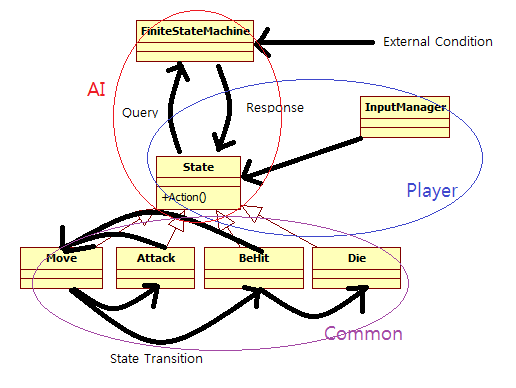 FiniteStateMachine
External Condition
AI
Query
Response
InputManager
State
+Action()
Player
Move
Attack
BeHit
Die
Common
State Transition